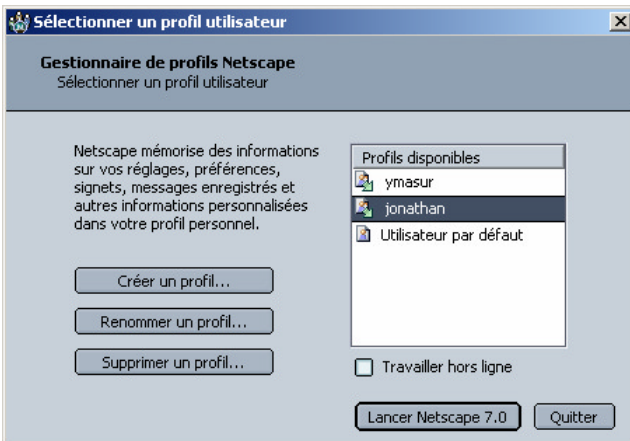 Sélectionner un profil utilisateur
Gestionnaire de profils Netscape
Sélectionner un profil utilisateur
Netscape mémorise des informations
sur vos réglages, préférences,
signets, messages enregistrés et
autres informations personnalisées
dans votre profil personnel.
Créer un profil...
Renommer un profil...
Supprimer un profil...
Profils disponibles
ymasur
jonathan
Utilisateur par défaut
Travailler hors ligne
Lancer Netscape 7.0
Quitter